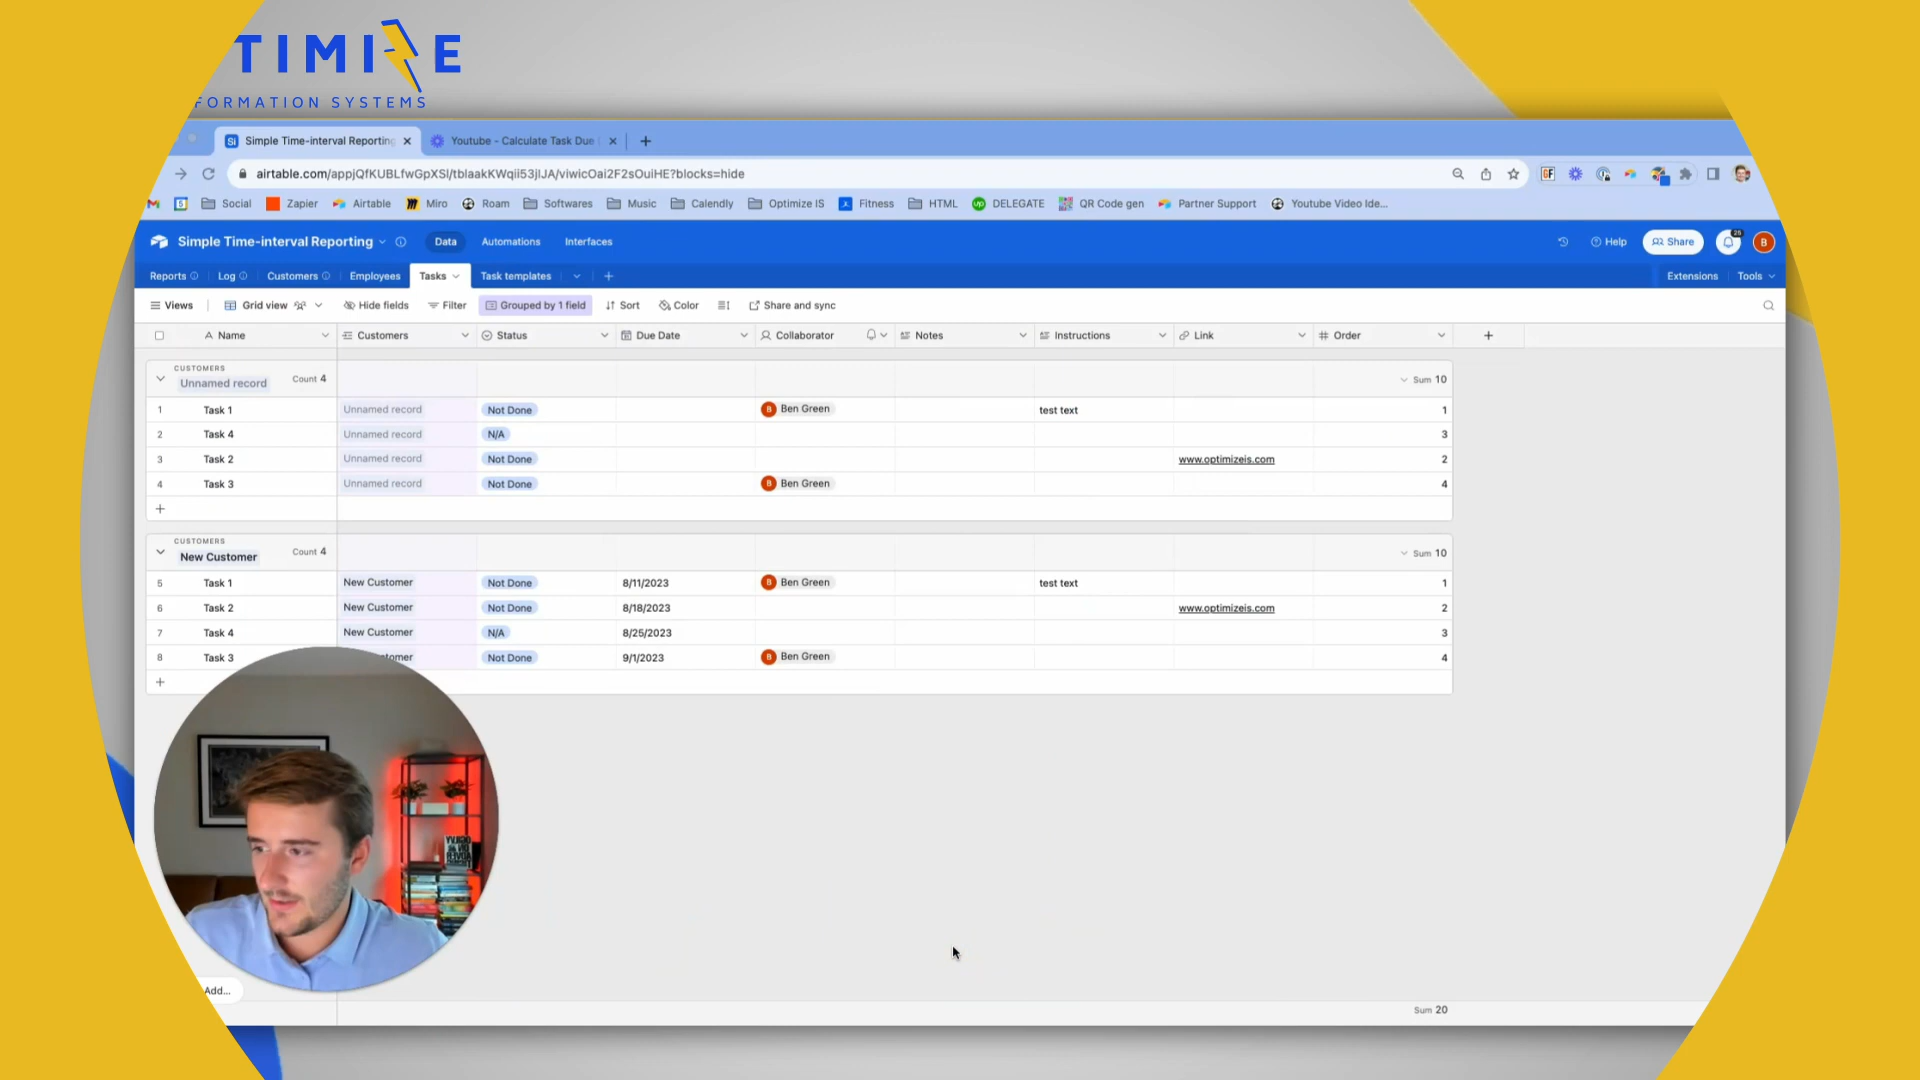 TIMIZE
FORMATION SYSTEMS
Simple Time-interval Reporting
Youtube - Calculate Task Due
airtable.com/appjQfKUBLfwGpXSl/tblaakKWqii53jIJA/viwicOai2F2sOuiHE?blocks=hide
Social Zapier Airtable Miro Roam Softwares Music Calendly Optimize IS Fitness HTML DELEGATE QR Code gen Partner Support Youtube Video Ide...
Simple Time-interval Reporting Data Automations Interfaces Help Share 25 B
Reports Log Customers Employees Tasks Task templates Extensions Tools
Views Grid view Hide fields Filter Grouped by 1 field Sort Color Share and sync
Name Customers Status Due Date Collaborator Notes Instructions Link Order
CUSTOMERS
Unnamed record Count 4 Sum 10
1 Task 1 Unnamed record Not Done B Ben Green test text 1
2 Task 4 Unnamed record N/A 3
3 Task 2 Unnamed record Not Done www.optimizeis.com 2
4 Task 3 Unnamed record Not Done B Ben Green 4
CUSTOMERS
New Customer Count 4 Sum 10
5 Task 1 New Customer Not Done 8/11/2023 B Ben Green test text 1
6 Task 2 New Customer Not Done 8/18/2023 www.optimizeis.com 2
7 Task 4 New Customer N/A 8/25/2023 3
8 Task 3 tomer Not Done 9/1/2023 B Ben Green 4
Add...
Sum 20